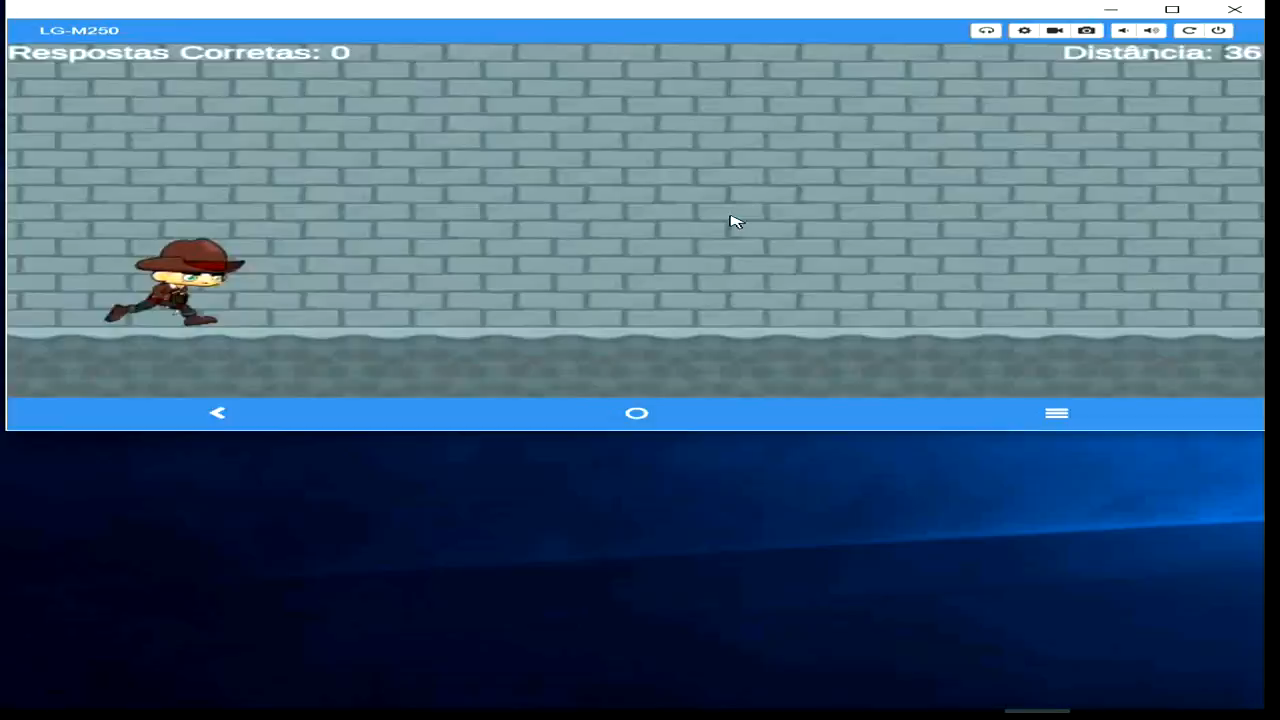 LG-M250
Respostas Corretas: 0
Distância: 36